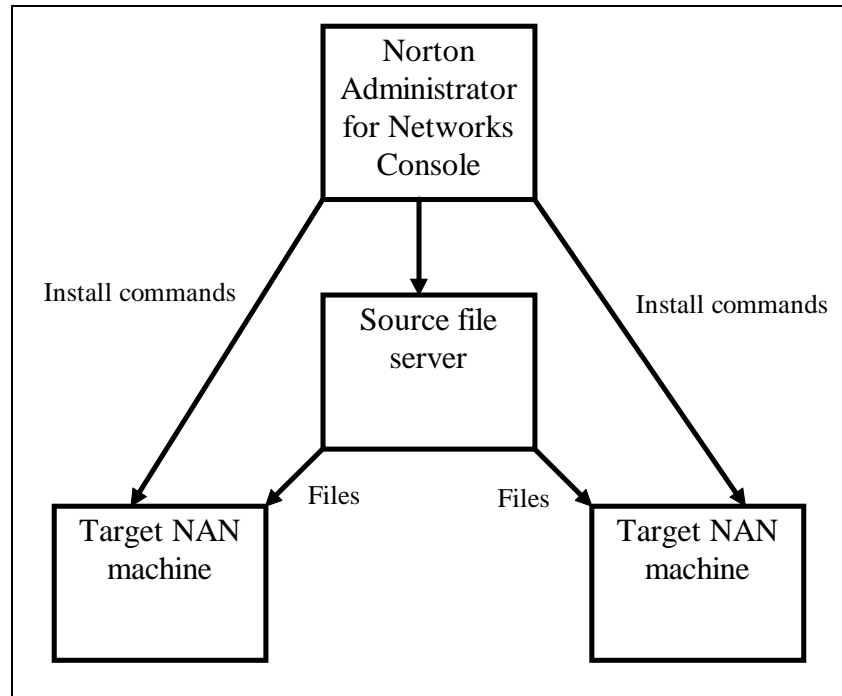 Norton
Administrator
for Networks
Console
Install commands
Install commands
Source file
server
Files
Files
Target NAN
machine
Target NAN
machine